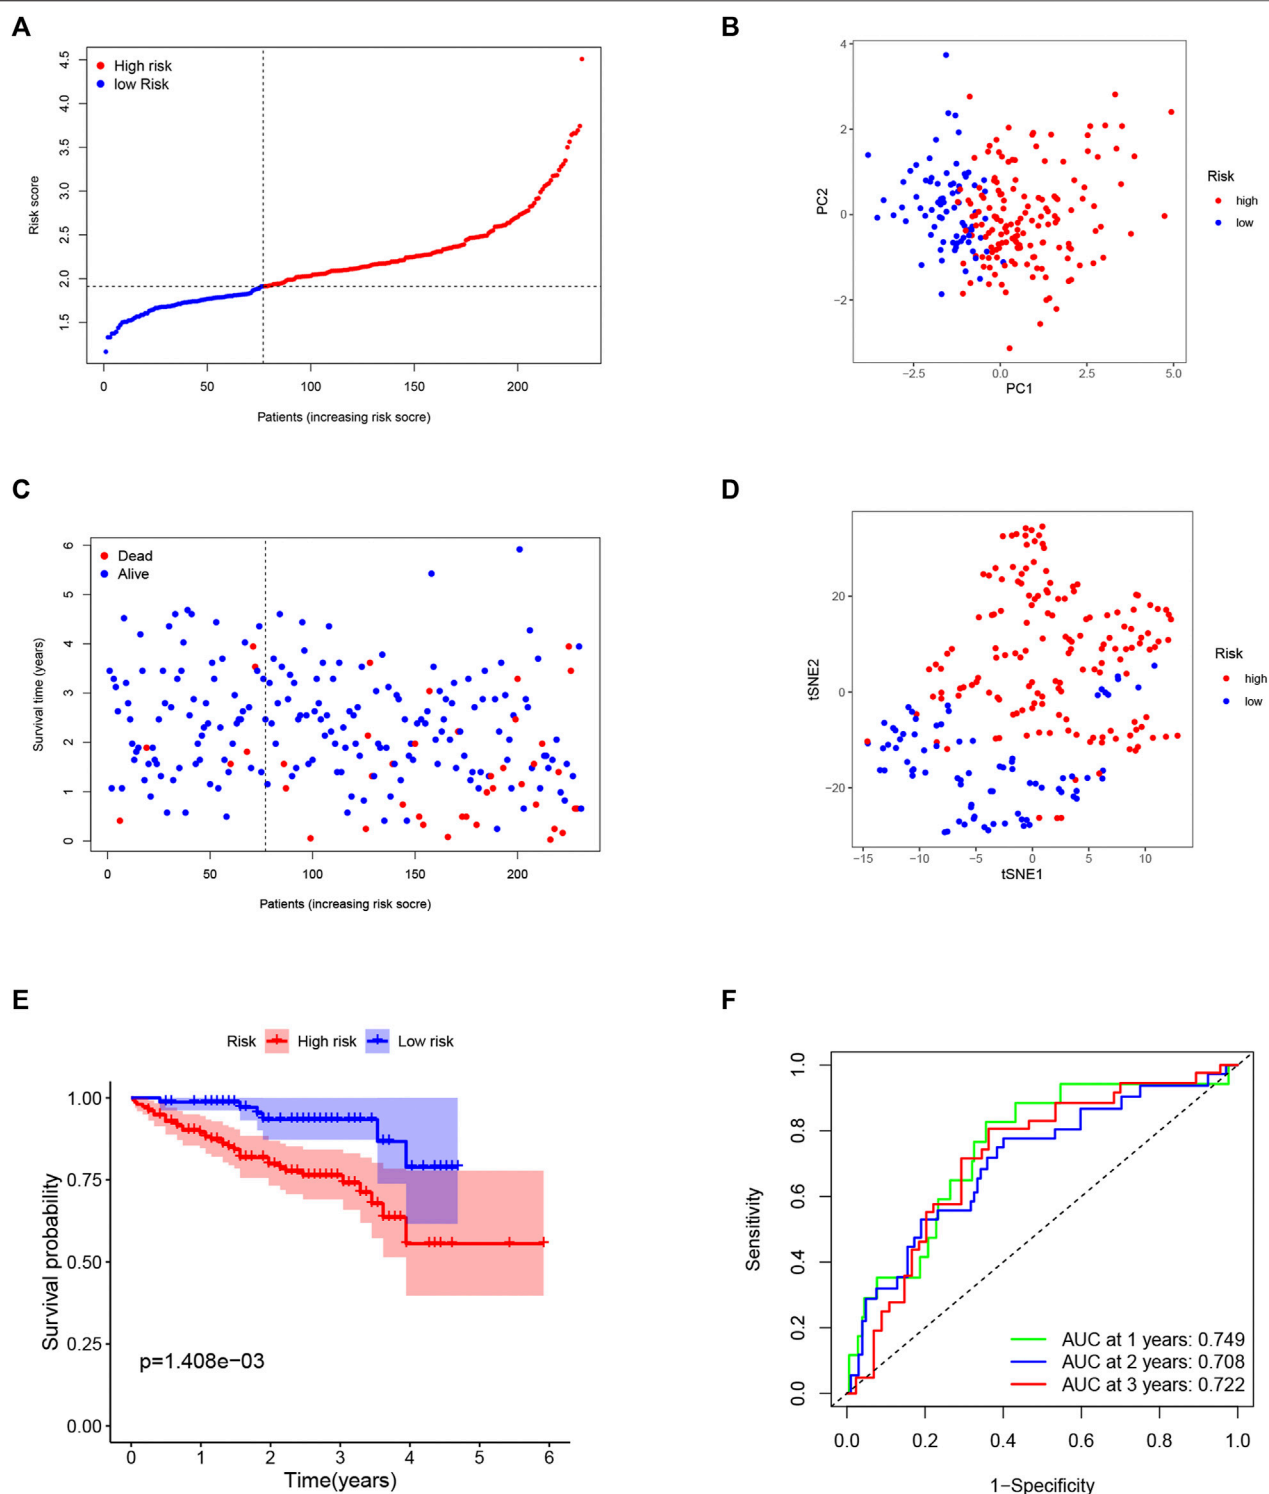 A
High risk
low Risk
4.5
4.0
3.5
3.0
2.5
2.0
1.5
Risk score
0 50 100 150 200
Patients (increasing risk socre)
B
4
2
0
−2
PC2
−2.5 0.0 2.5 5.0
PC1
Risk
high
low
C
Dead
Alive
6
5
4
3
2
1
0
Survival time (years)
0 50 100 150 200
Patients (increasing risk socre)
D
20
0
−20
tSNE2
−15 −10 −5 0 5 10
tSNE1
Risk
high
low
E
Risk High risk Low risk
1.00
0.75
0.50
0.25
0.00
Survival probability
p=1.408e−03
0 1 2 3 4 5 6
Time(years)
F
1.0
0.8
0.6
0.4
0.2
0.0
Sensitivity
AUC at 1 years: 0.749
AUC at 2 years: 0.708
AUC at 3 years: 0.722
0.0 0.2 0.4 0.6 0.8 1.0
1−Specificity